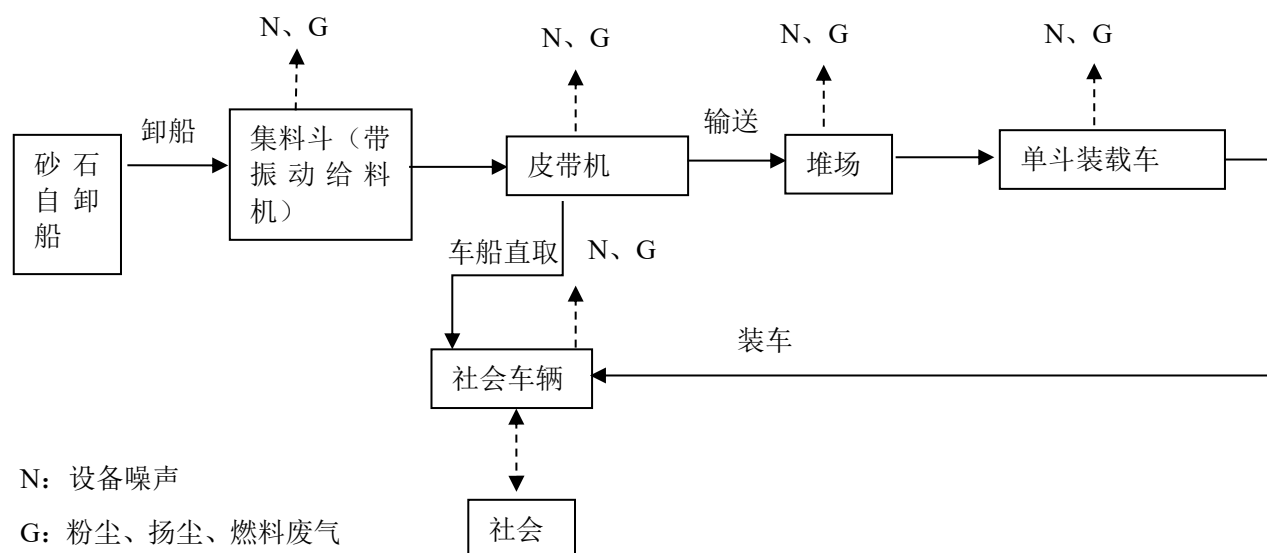 N、G
N、G
N、G
N、G
卸船
输送
砂石
自卸
船
集料斗（带
振动给料
机）
皮带机
堆场
单斗装载车
车船直取
N、G
装车
社会车辆
N：设备噪声
社会
G：粉尘、扬尘、燃料废气